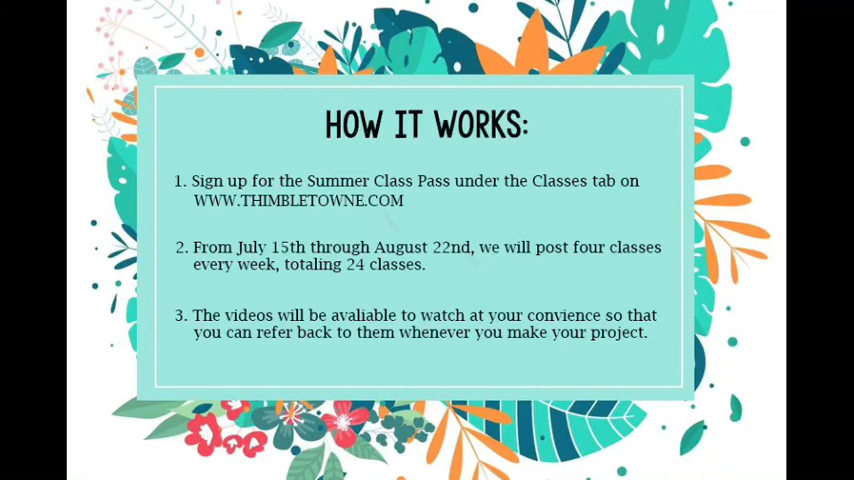 HOW IT WORKS:
1. Sign up for the Summer Class Pass under the Classes tab on
WWW.THIMBLETOWNE.COM
2. From July 15th through August 22nd, we will post four classes
every week, totaling 24 classes.
3. The videos will be avaliable to watch at your convience so that
you can refer back to them whenever you make your project.